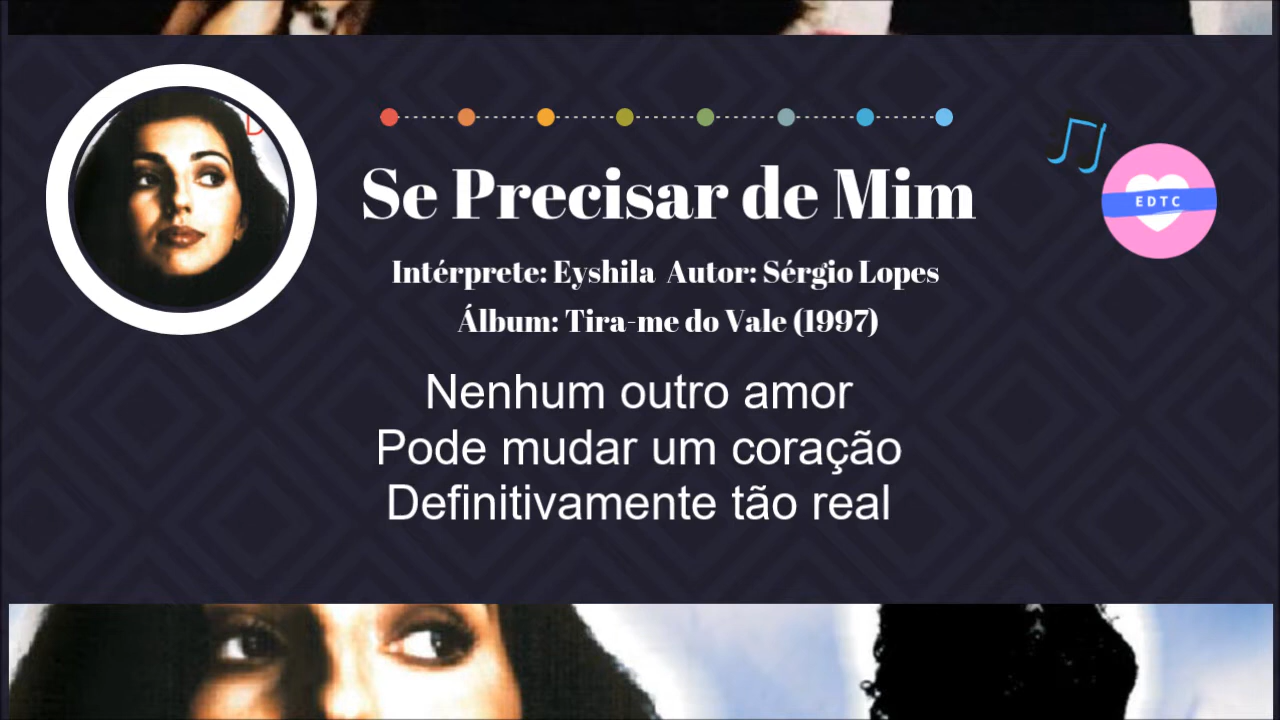 Se Precisar de Mim
EDTC
Intérprete: Eyshila Autor: Sérgio Lopes
Álbum: Tira-me do Vale (1997)
Nenhum outro amor
Pode mudar um coração
Definitivamente tão real